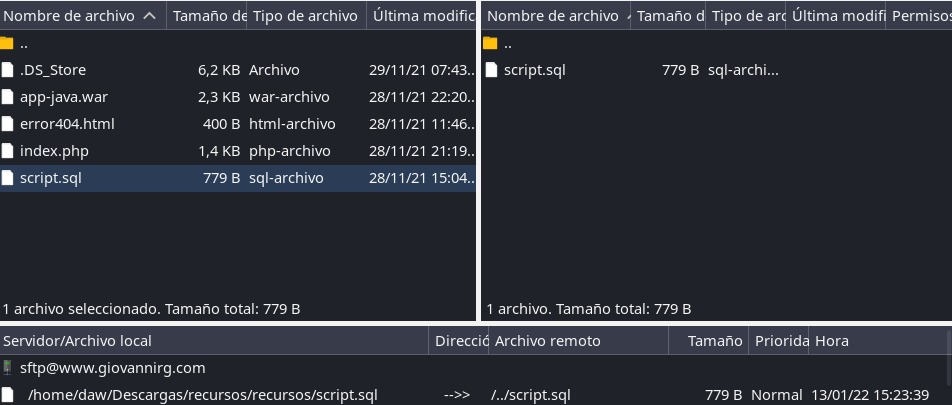 Nombre de archivo Tamaño de Tipo de archivo Última modific
..
.DS_Store 6,2 KB Archivo 29/11/21 07:43..
app-java.war 2,3 KB war-archivo 28/11/21 22:20..
error404.html 400 B html-archivo 28/11/21 11:46..
index.php 1,4 KB php-archivo 28/11/21 21:19..
script.sql 779 B sql-archivo 28/11/21 15:04..
1 archivo seleccionado. Tamaño total: 779 B
Nombre de archivo Tamaño d Tipo de arc Última modifi Permisos
..
script.sql 779 B sql-archi...
1 archivo. Tamaño total: 779 B
Servidor/Archivo local Direcció Archivo remoto Tamaño Priorida Hora
sftp@www.giovannirg.com
/home/daw/Descargas/recursos/recursos/script.sql -->> /../script.sql 779 B Normal 13/01/22 15:23:39